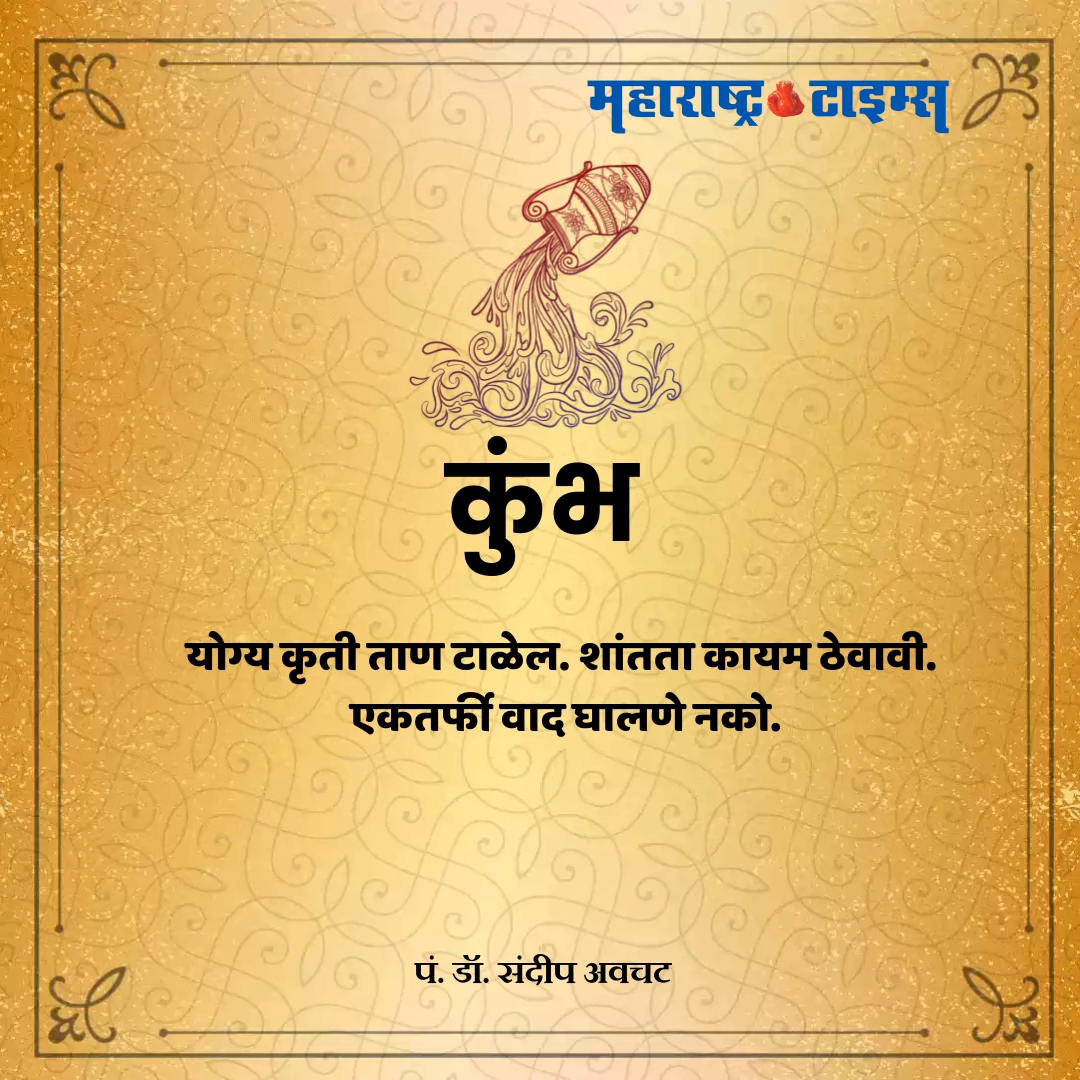 महाराष्ट्र टाइम्स
कुंभ
योग्य कृती ताण टाळेल. शांतता कायम ठेवावी.
एकतर्फी वाद घालणे नको.
पं. डॉ. संदीप अवचट